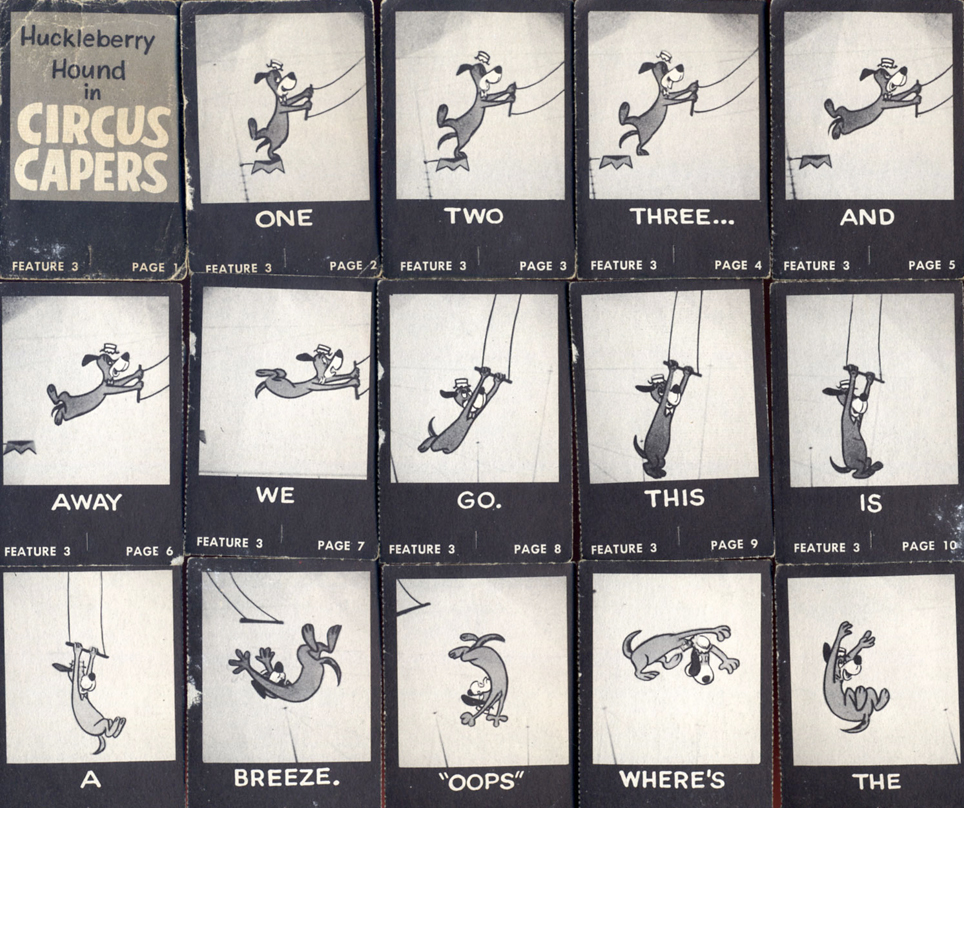 Huckleberry
Hound
in
CIRCUS
CAPERS
FEATURE 3 PAGE 1
ONE
FEATURE 3 PAGE 2
TWO
FEATURE 3 PAGE 3
THREE...
FEATURE 3 PAGE 4
AND
FEATURE 3 PAGE 5
AWAY
FEATURE 3 PAGE 6
WE
FEATURE 3 PAGE 7
GO.
FEATURE 3 PAGE 8
THIS
FEATURE 3 PAGE 9
IS
FEATURE 3 PAGE 10
A
BREEZE.
"OOPS"
WHERE'S
THE